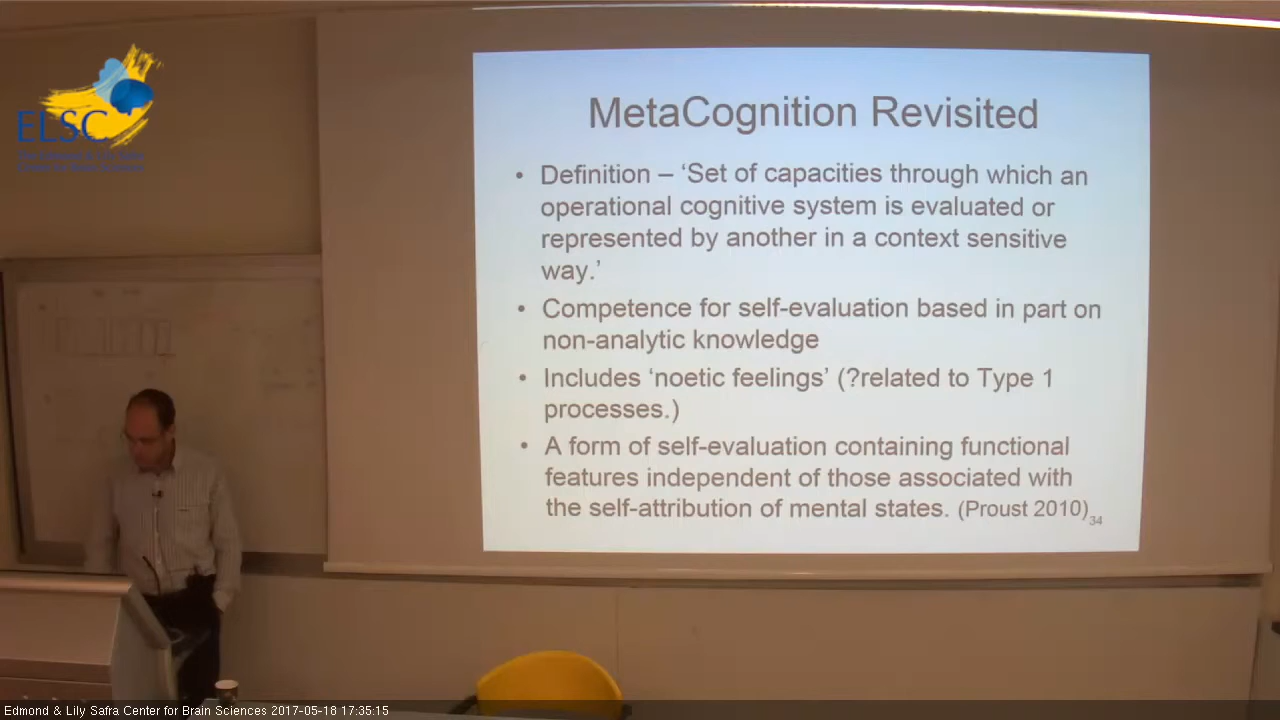 ELSC
MetaCognition Revisited
• Definition – ‘Set of capacities through which an
operational cognitive system is evaluated or
represented by another in a context sensitive
way.’
• Competence for self-evaluation based in part on
non-analytic knowledge
• Includes ‘noetic feelings’ (?related to Type 1
processes.)
• A form of self-evaluation containing functional
features independent of those associated with
the self-attribution of mental states. (Proust 2010)
34
Edmond & Lily Safra Center for Brain Sciences 2017-05-18 17:35:15